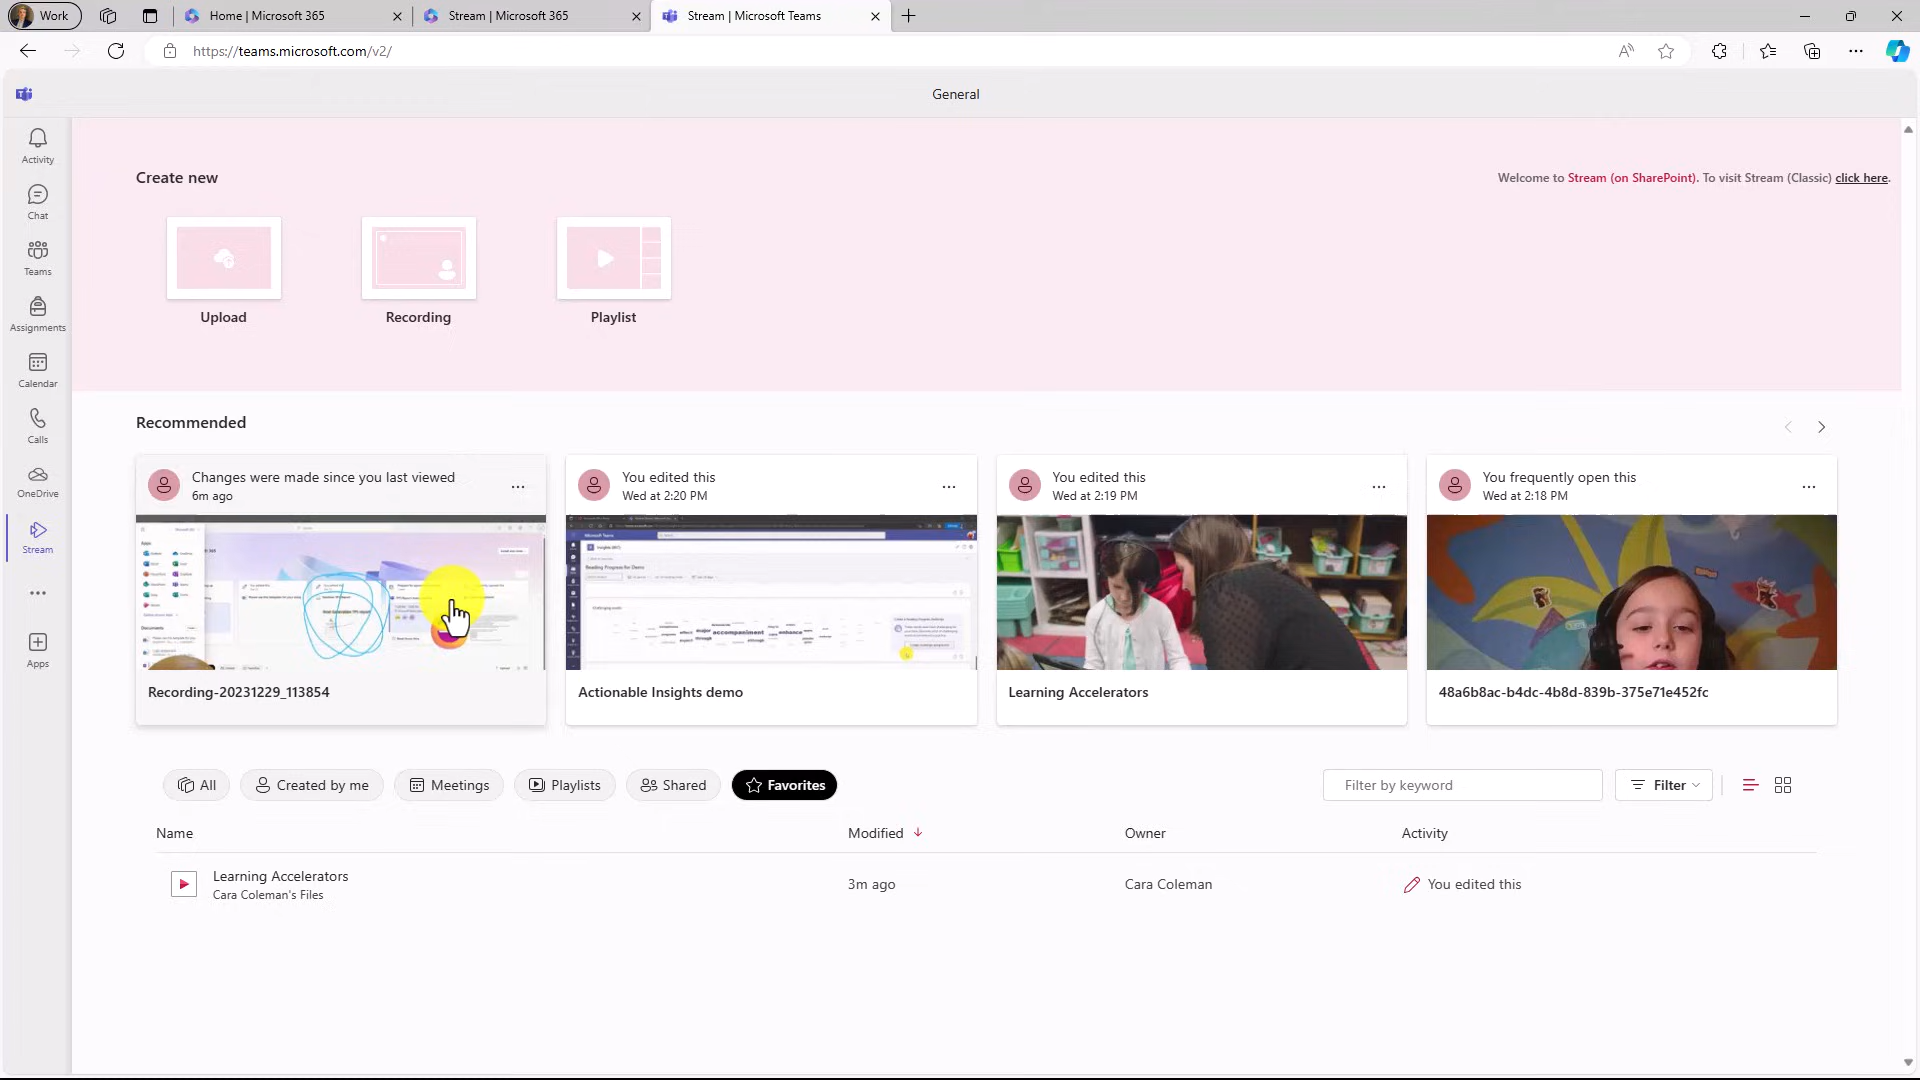 Work
Home | Microsoft 365
Stream | Microsoft 365
Stream | Microsoft Teams
https://teams.microsoft.com/v2/
General
Activity
Chat
Teams
Assignments
Calendar
Calls
OneDrive
Stream
Apps
Create new
Welcome to Stream (on SharePoint). To visit Stream (Classic) click here.
Upload
Recording
Playlist
Recommended
Changes were made since you last viewed
6m ago
You edited this
Wed at 2:20 PM
You edited this
Wed at 2:19 PM
You frequently open this
Wed at 2:18 PM
Reading Progress for Demo
accompaniment
Recording-20231229_113854
Actionable Insights demo
Learning Accelerators
48a6b8ac-b4dc-4b8d-839b-375e71e452fc
All
Created by me
Meetings
Playlists
Shared
Favorites
Filter by keyword
Filter
Name
Modified
Owner
Activity
Learning Accelerators
Cara Coleman's Files
3m ago
Cara Coleman
You edited this